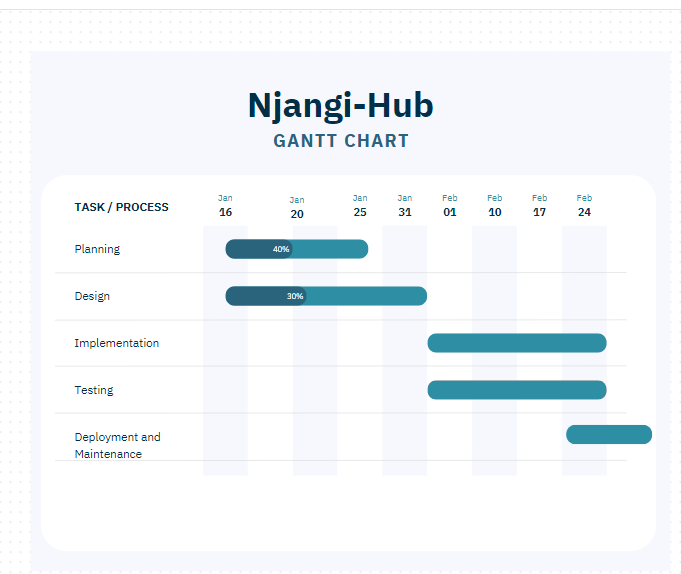 Njangi-Hub
GANTT CHART
TASK / PROCESS
Jan Jan Jan Jan Feb Feb Feb Feb
16 20 25 31 01 10 17 24
Planning 40%
Design 30%
Implementation
Testing
Deployment and
Maintenance